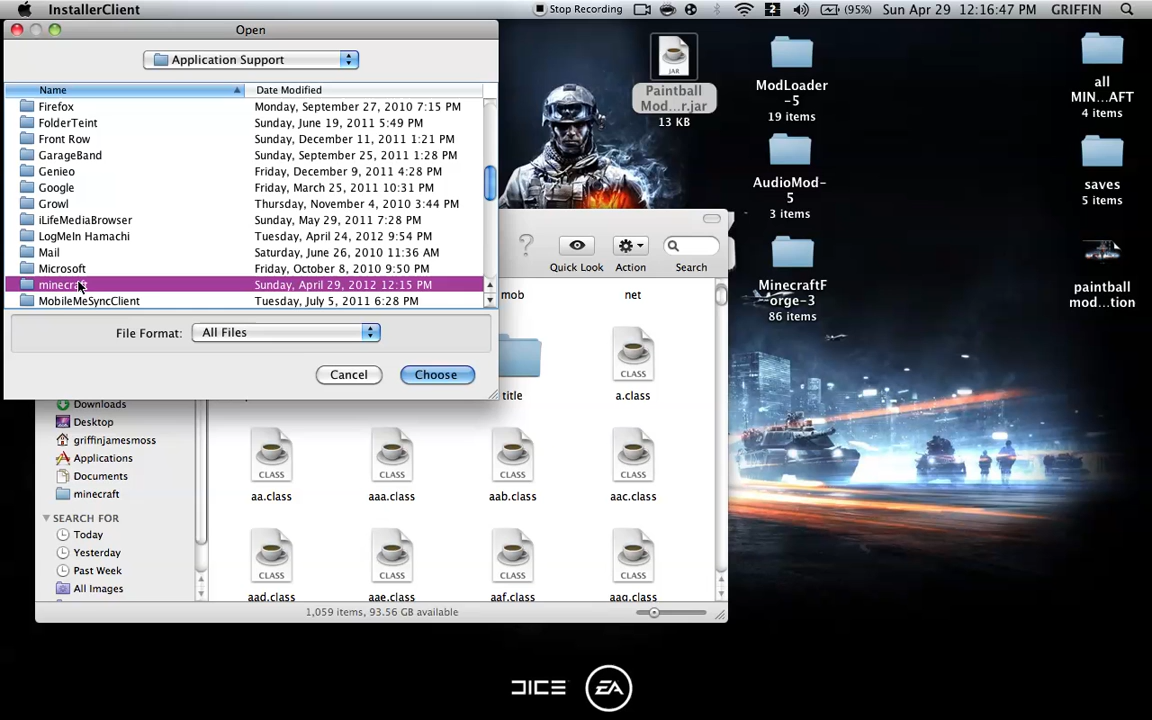 InstallerClient
Stop Recording
2
(95%)
Sun Apr 29 12:16:47 PM
GRIFFIN
Open
Application Support
Name
Date Modified
Firefox
Monday, September 27, 2010 7:15 PM
FolderTeint
Sunday, June 19, 2011 5:49 PM
Front Row
Sunday, December 11, 2011 1:21 PM
GarageBand
Sunday, September 25, 2011 1:28 PM
Genieo
Friday, December 9, 2011 4:28 PM
Google
Friday, March 25, 2011 10:31 PM
Growl
Thursday, November 4, 2010 3:44 PM
iLifeMediaBrowser
Sunday, May 29, 2011 7:28 PM
LogMeIn Hamachi
Tuesday, April 24, 2012 9:54 PM
Mail
Saturday, June 26, 2010 11:36 AM
Microsoft
Friday, October 8, 2010 9:50 PM
minecraft
Sunday, April 29, 2012 12:15 PM
MobileMeSyncClient
Tuesday, July 5, 2011 6:28 PM
File Format:
All Files
Cancel
Choose
Quick Look
Action
Search
mob
net
title
a.class
Downloads
Desktop
griffinjamesmoss
Applications
Documents
minecraft
SEARCH FOR
Today
Yesterday
Past Week
All Images
CLASS
CLASS
CLASS
CLASS
aa.class
aaa.class
aab.class
aac.class
CLASS
CLASS
CLASS
CLASS
aad.class
aae.class
aaf.class
aag.class
1,059 items, 93.56 GB available
JAR
Paintball
Mod...r.jar
13 KB
ModLoader
-5
19 items
AudioMod-
5
3 items
MinecraftF
orge-3
86 items
all
MIN...AFT
4 items
saves
5 items
paintball
mod...tion
DICE
EA